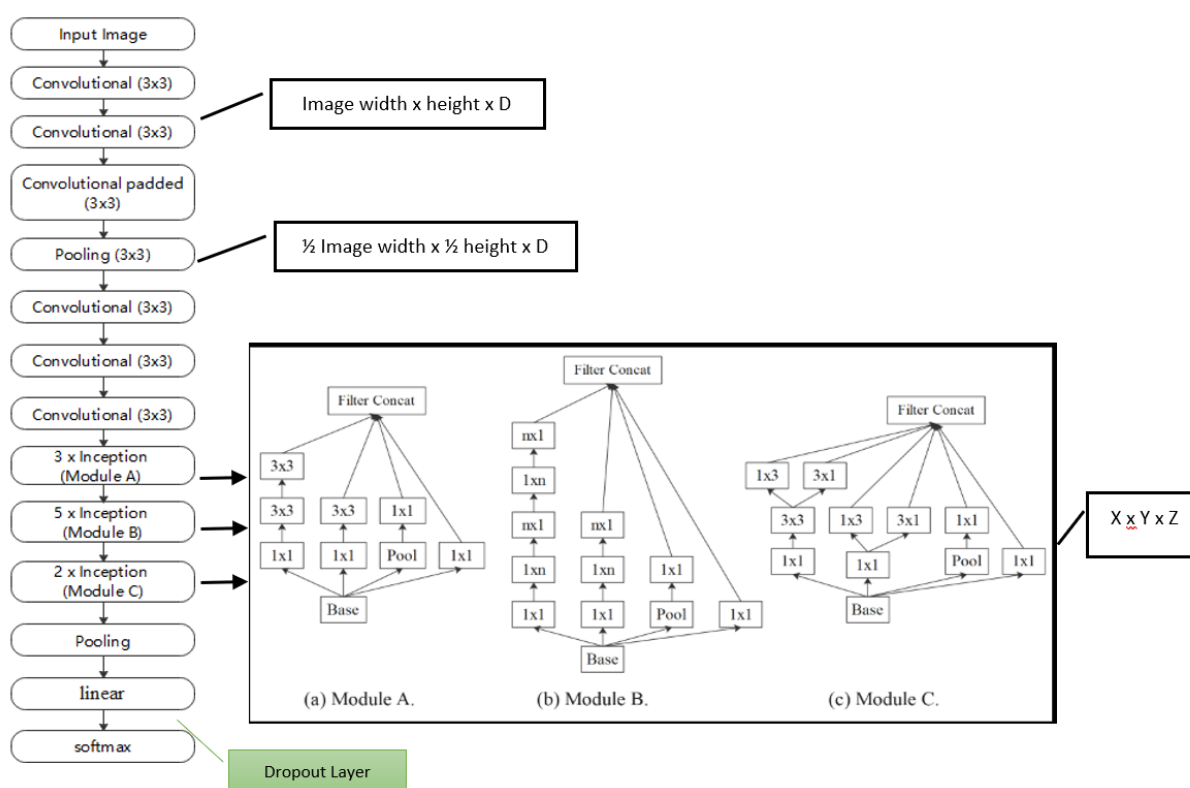 Input Image
Convolutional (3x3)
Image width x height x D
Convolutional (3x3)
Convolutional padded
(3x3)
½ Image width x ½ height x D
Pooling (3x3)
Convolutional (3x3)
Convolutional (3x3)
Convolutional (3x3)
3 x Inception
(Module A)
5 x Inception
(Module B)
2 x Inception
(Module C)
Pooling
linear
softmax
Dropout Layer
Filter Concat
3x3
3x3 3x3 1x1
1x1 1x1 Pool 1x1
Base
(a) Module A.
Filter Concat
nx1
1xn
nx1 nx1
1xn 1xn 1x1
1x1 1x1 Pool 1x1
Base
(b) Module B.
Filter Concat
1x3 3x1
3x3 1x3 3x1 1x1
1x1 1x1 Pool 1x1
Base
(c) Module C.
X x Y x Z